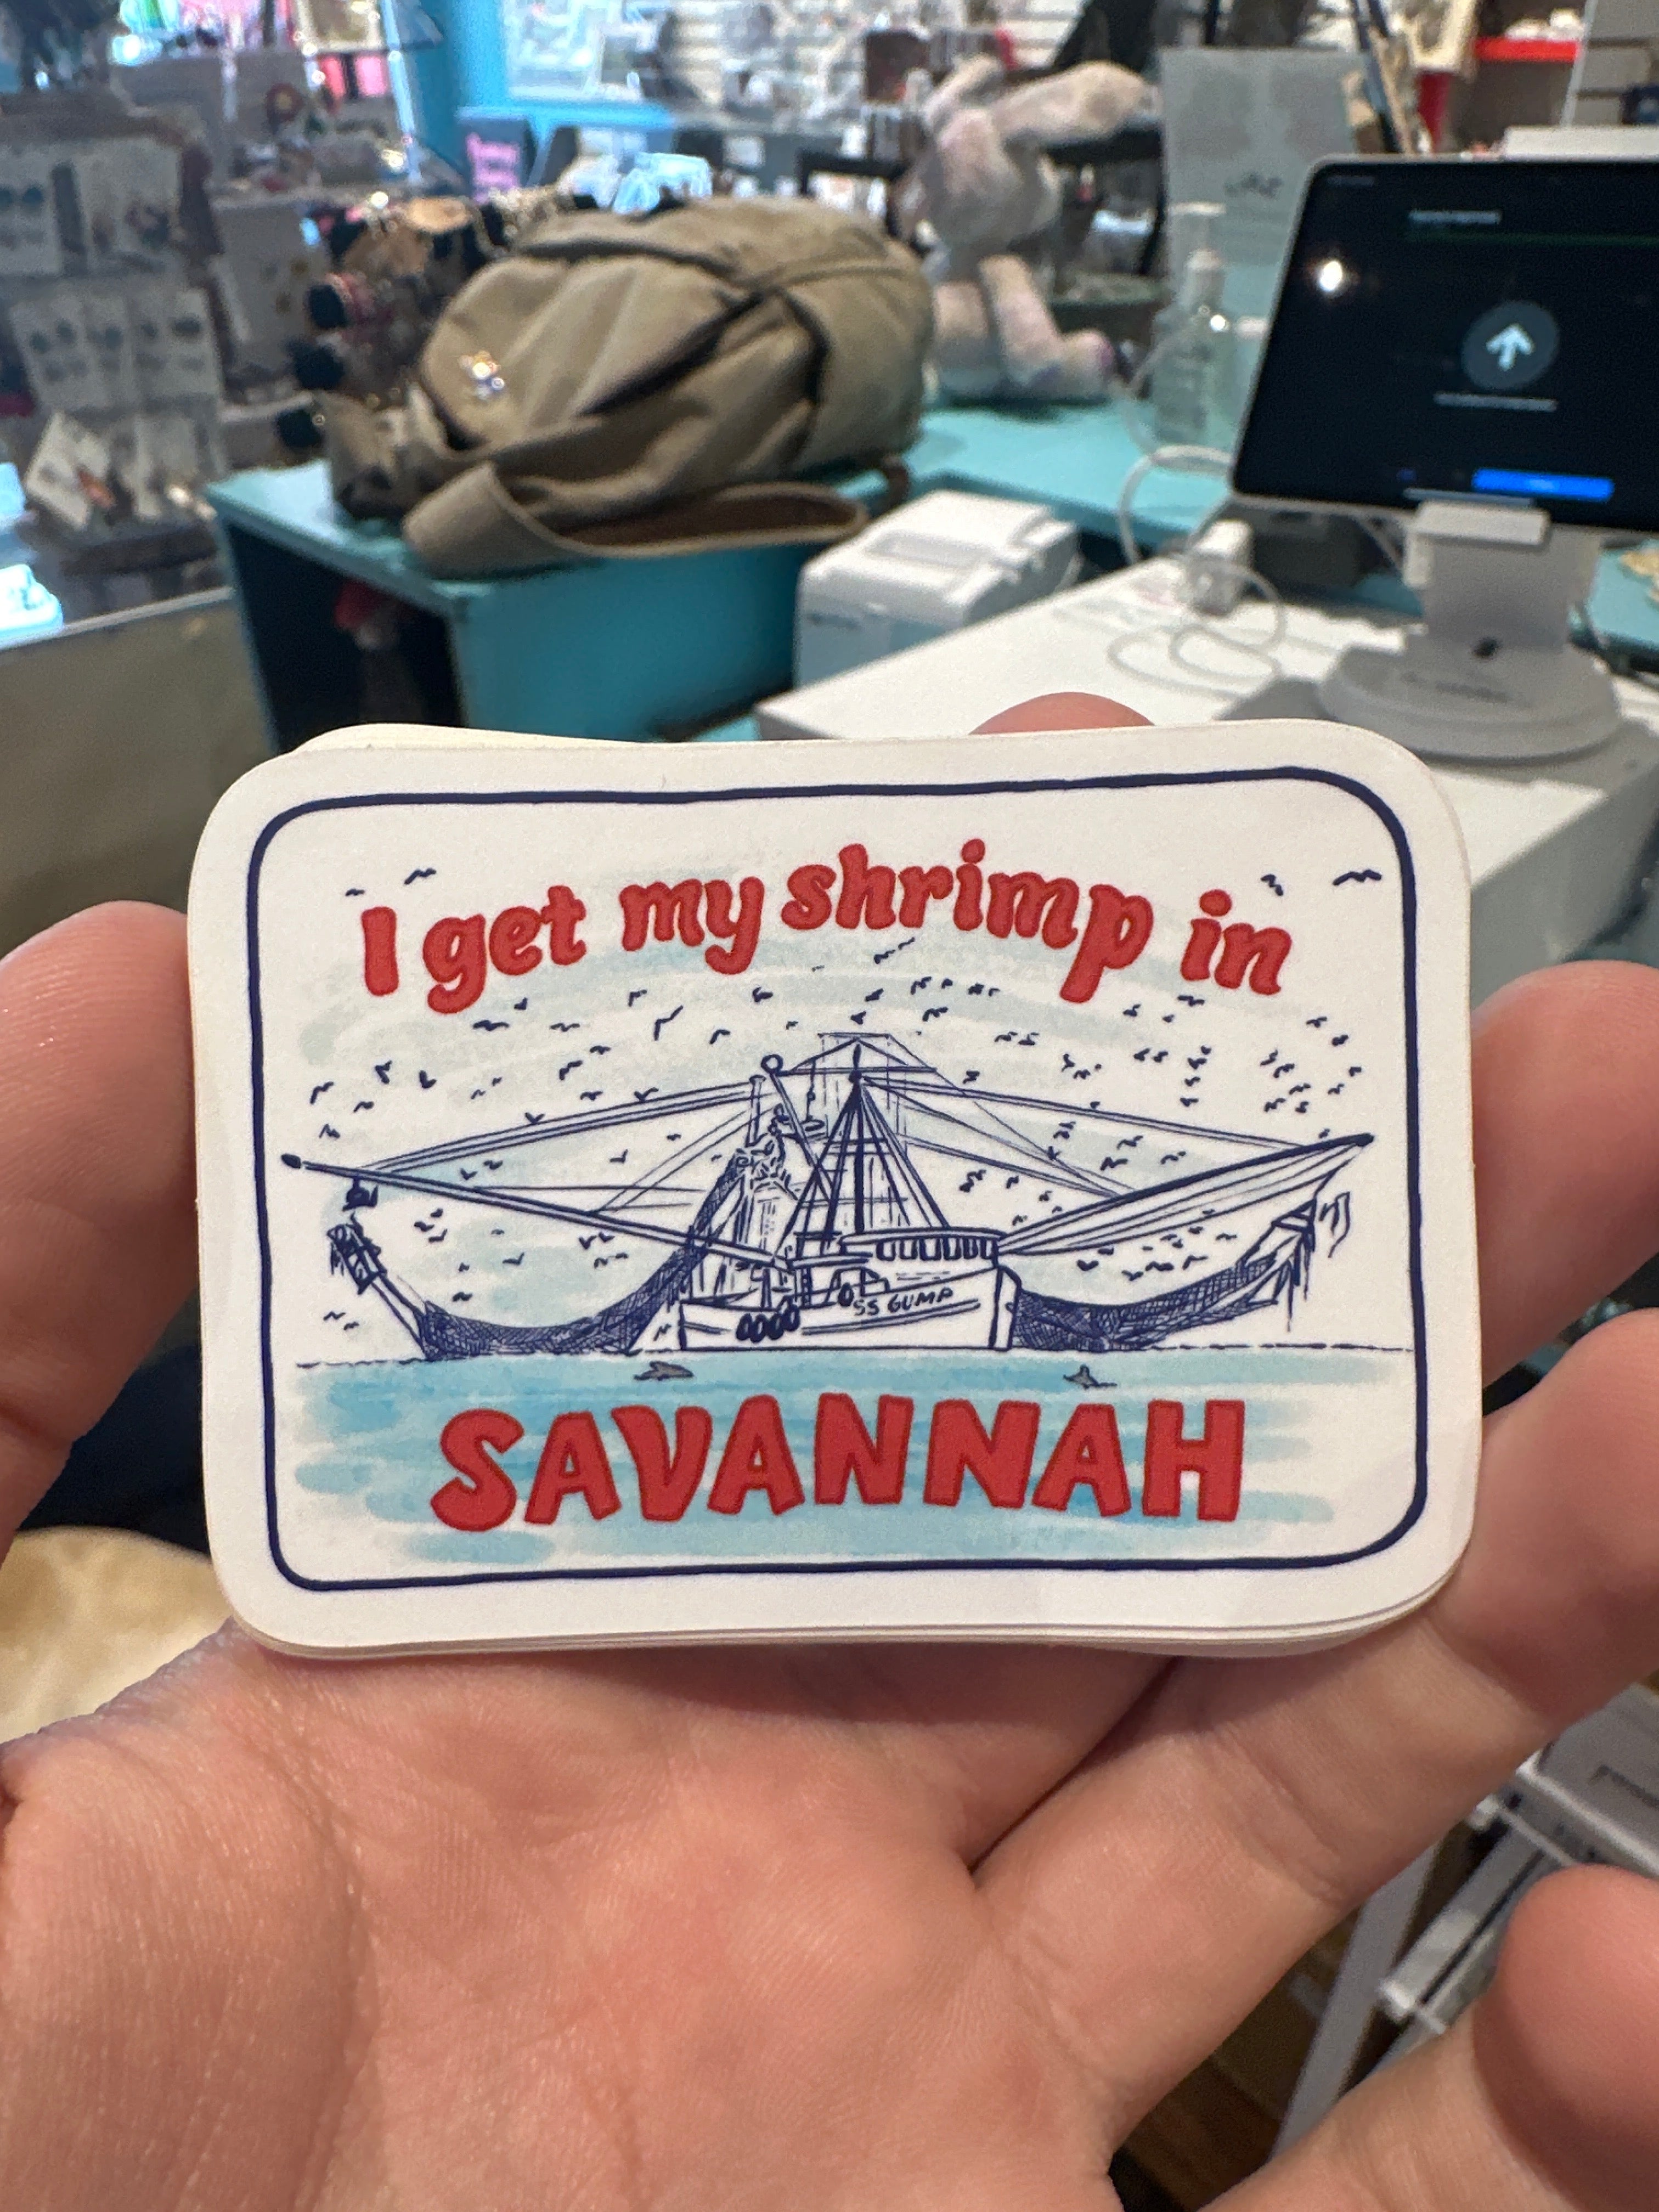 I get my shrimp in
SS GUMP
SAVANNAH